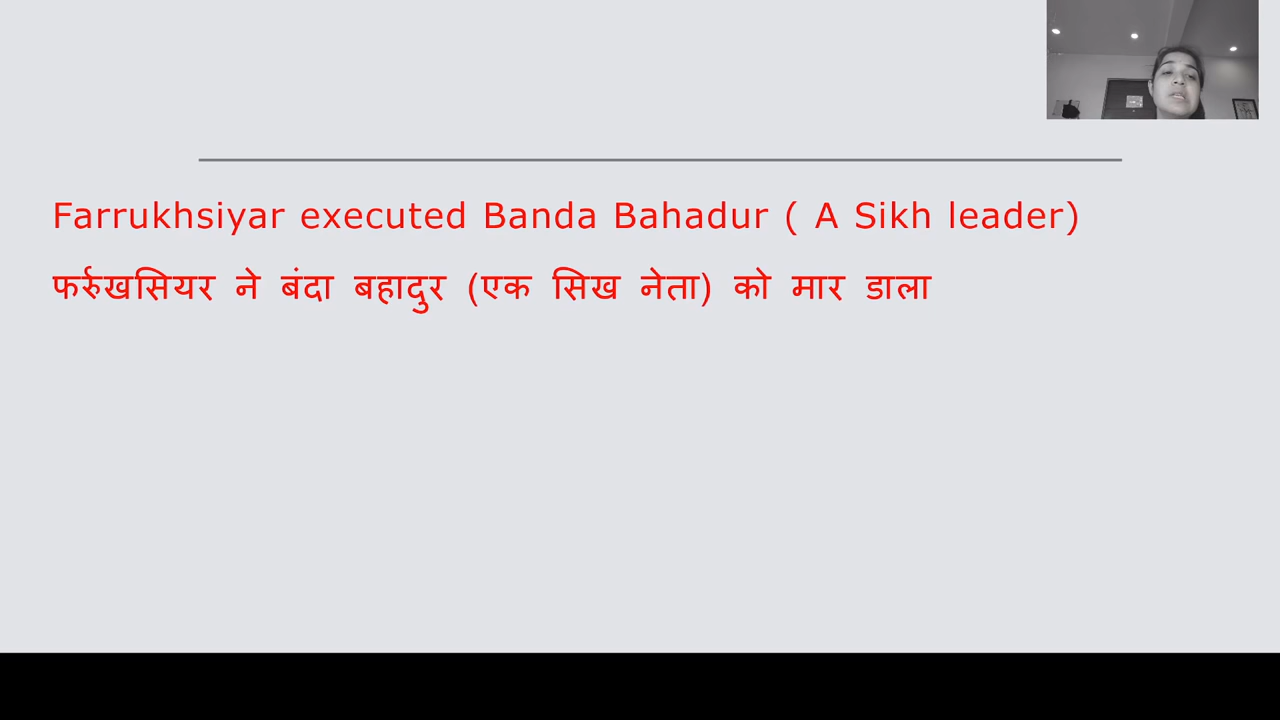 Farrukhsiyar executed Banda Bahadur ( A Sikh leader)
फर्रुखसियर ने बंदा बहादुर (एक सिख नेता) को मार डाला